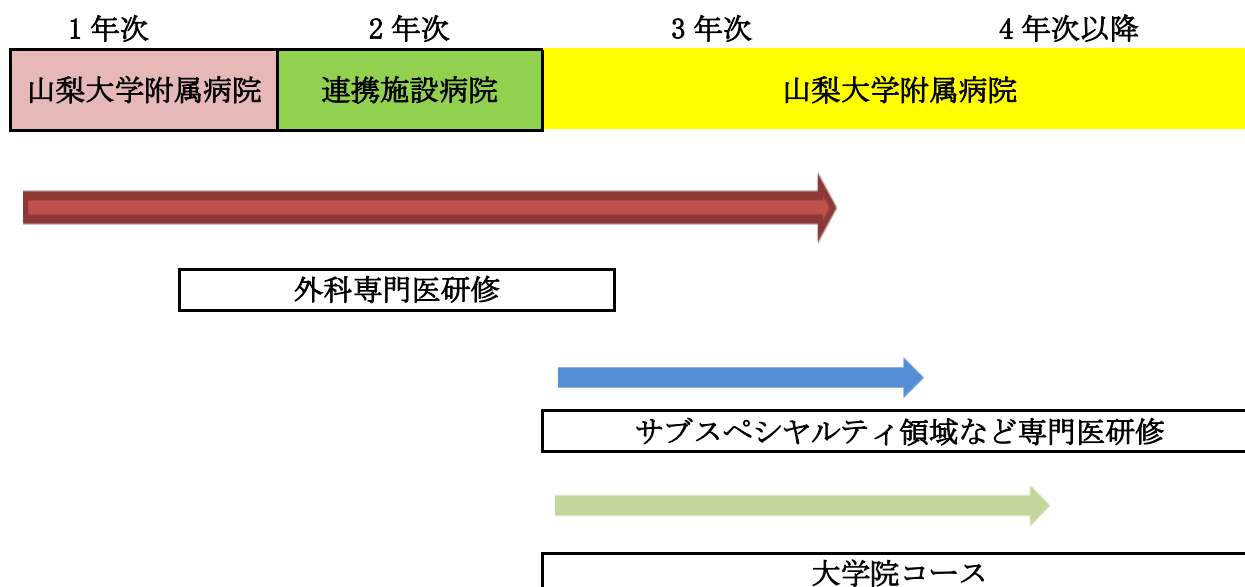 1 年次 2 年次 3 年次 4 年次以降
山梨大学附属病院 連携施設病院 山梨大学附属病院
外科専門医研修
サブスペシャルティ領域など専門医研修
大学院コース